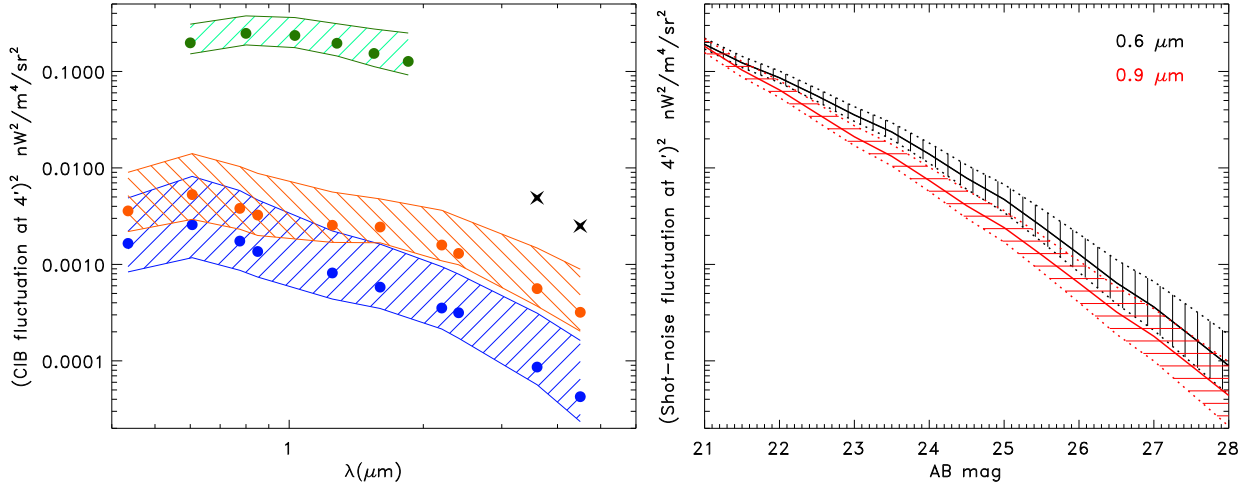 (CIB fluctuation at 4')² nW²/m⁴/sr²
0.1000
0.0100
0.0010
0.0001
1
λ(μm)
(Shot−noise fluctuation at 4')² nW²/m⁴/sr²
0.6 μm
0.9 μm
21 22 23 24 25 26 27 28
AB mag